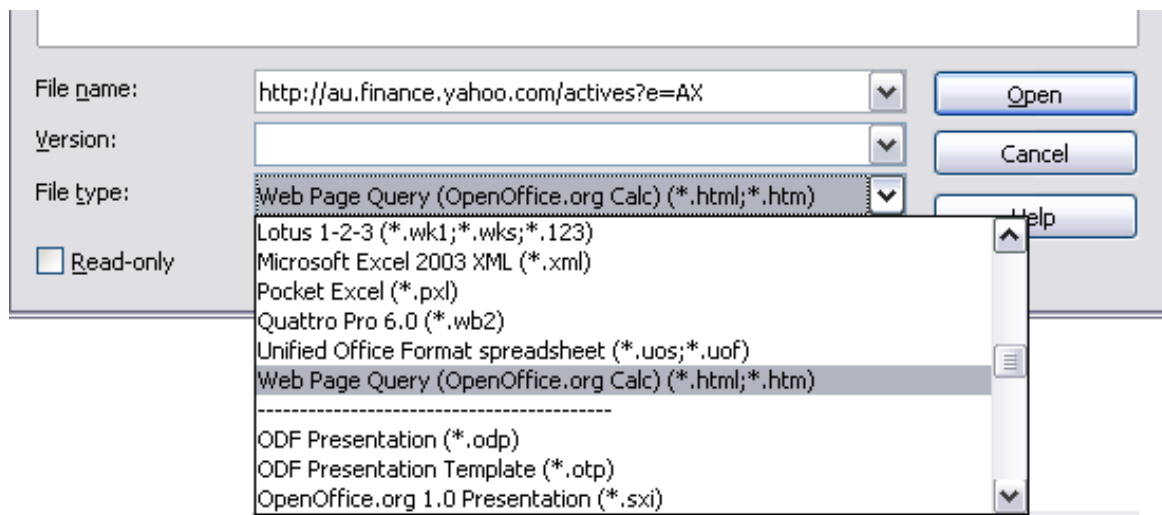 File name:
http://au.finance.yahoo.com/actives?e=AX
Open
Version:
Cancel
File type:
Web Page Query (OpenOffice.org Calc) (*.html;*.htm)
Help
Read-only
Lotus 1-2-3 (*.wk1;*.wks;*.123)
Microsoft Excel 2003 XML (*.xml)
Pocket Excel (*.pxl)
Quattro Pro 6.0 (*.wb2)
Unified Office Format spreadsheet (*.uos;*.uof)
Web Page Query (OpenOffice.org Calc) (*.html;*.htm)
-----------------------------------------
ODF Presentation (*.odp)
ODF Presentation Template (*.otp)
OpenOffice.org 1.0 Presentation (*.sxi)